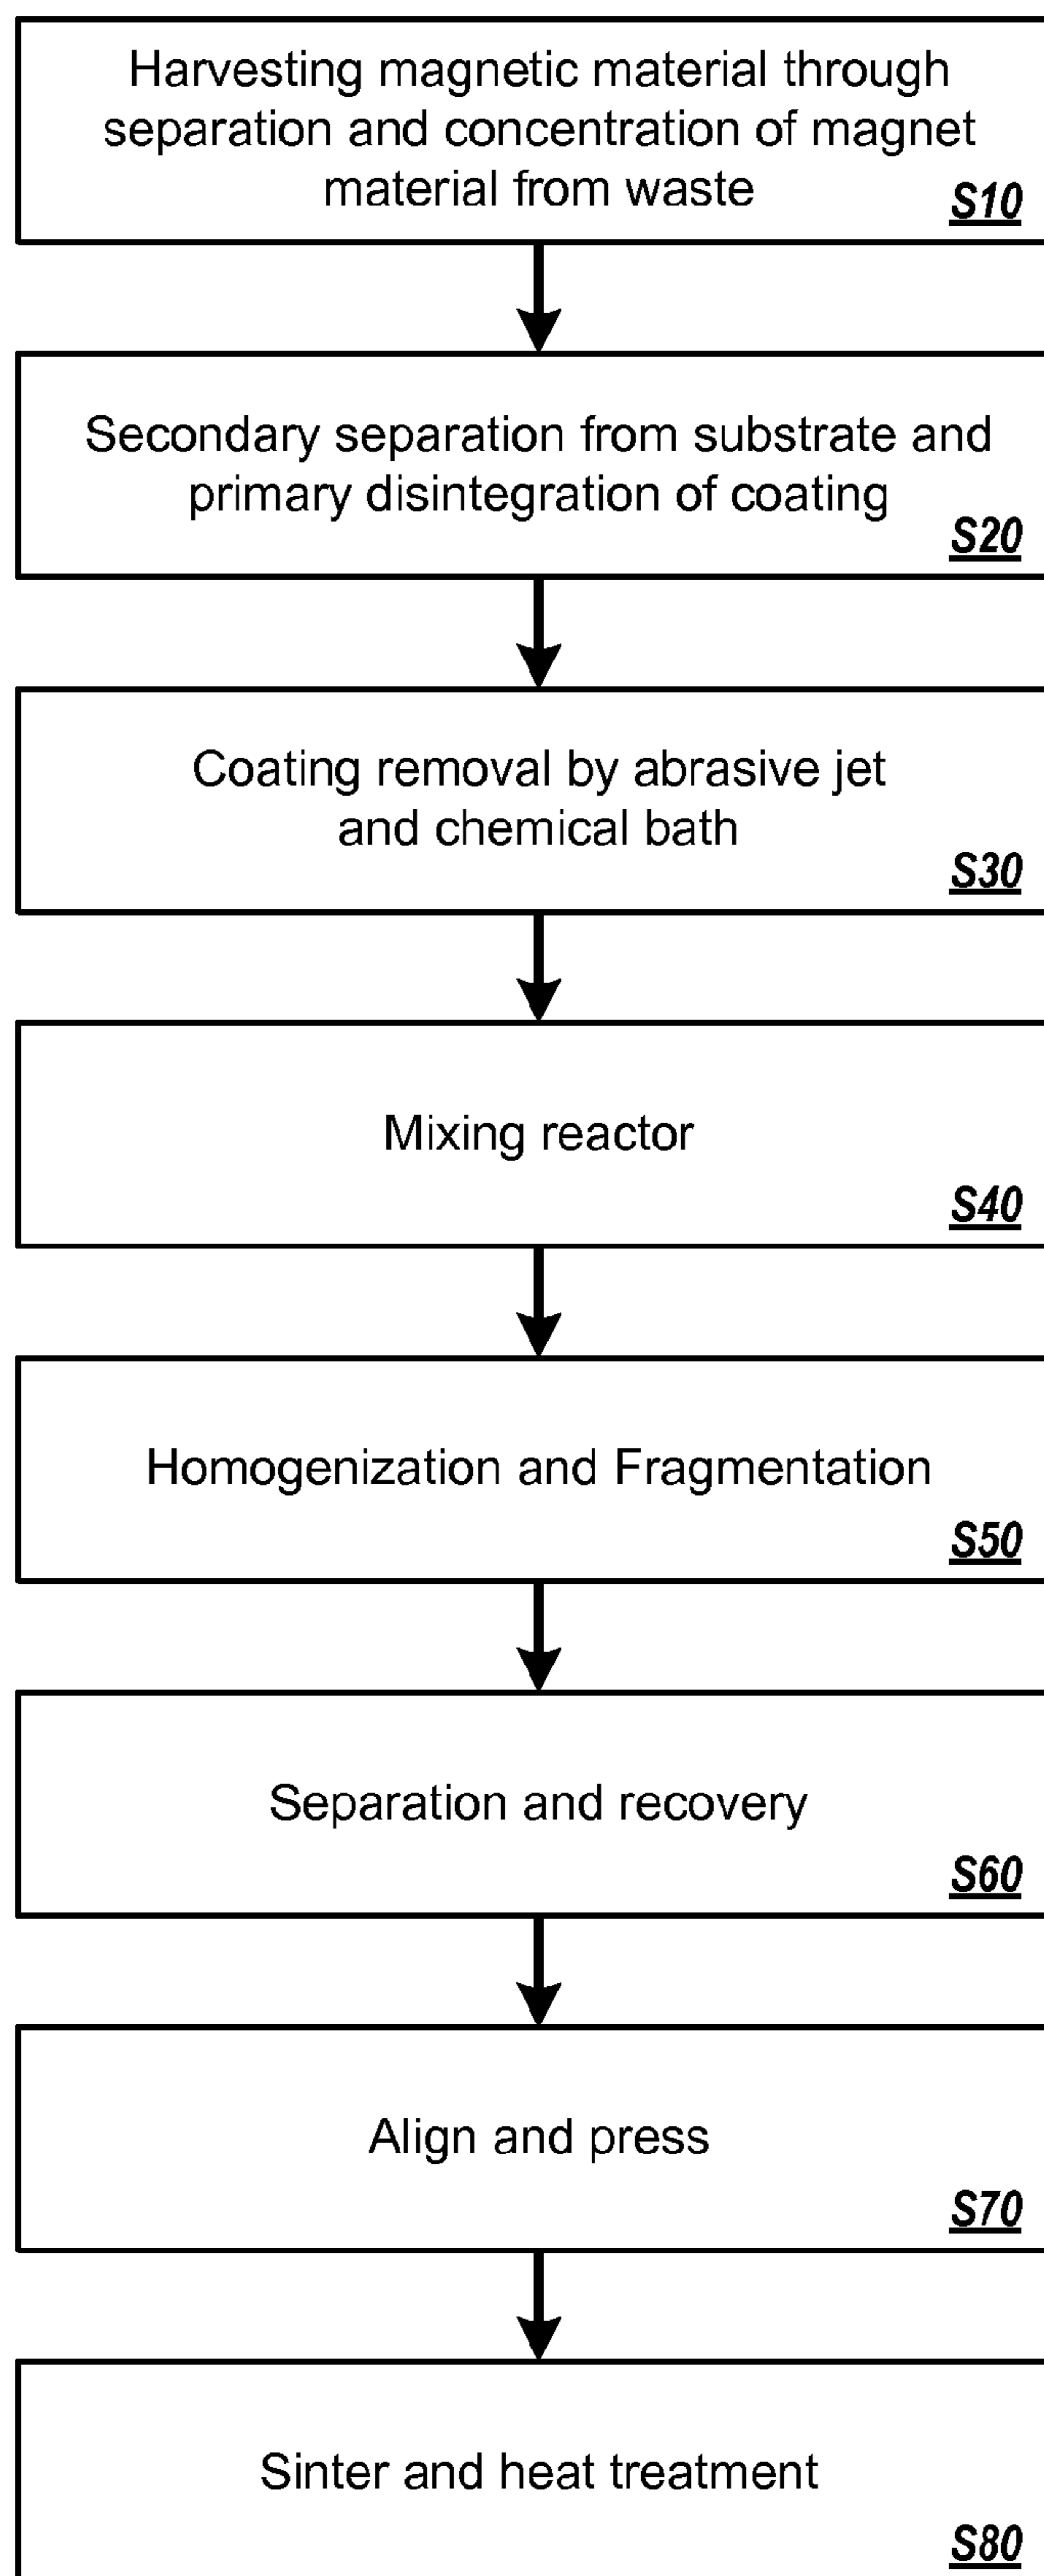 Harvesting magnetic material through
separation and concentration of magnet
material from waste
S10
Secondary separation from substrate and
primary disintegration of coating
S20
Coating removal by abrasive jet
and chemical bath
S30
Mixing reactor
S40
Homogenization and Fragmentation
S50
Separation and recovery
S60
Align and press
S70
Sinter and heat treatment
S80